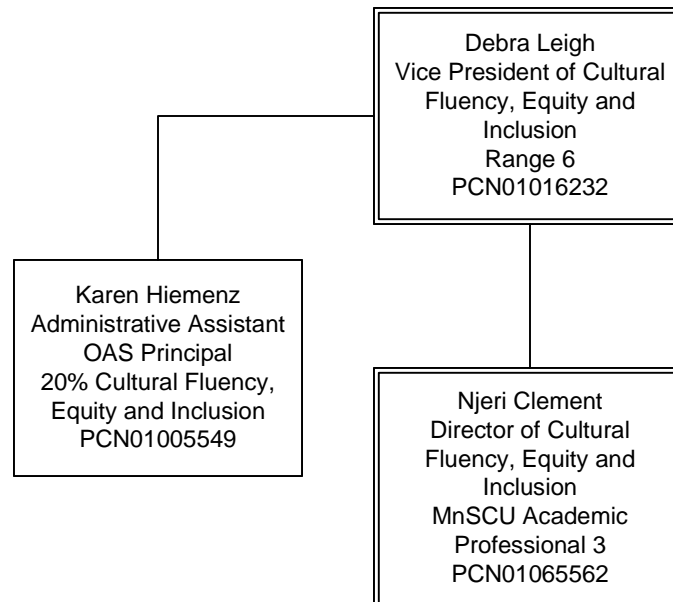 Debra Leigh
Vice President of Cultural
Fluency, Equity and
Inclusion
Range 6
PCN01016232
Karen Hiemenz
Administrative Assistant
OAS Principal
20% Cultural Fluency,
Equity and Inclusion
PCN01005549
Njeri Clement
Director of Cultural
Fluency, Equity and
Inclusion
MnSCU Academic
Professional 3
PCN01065562